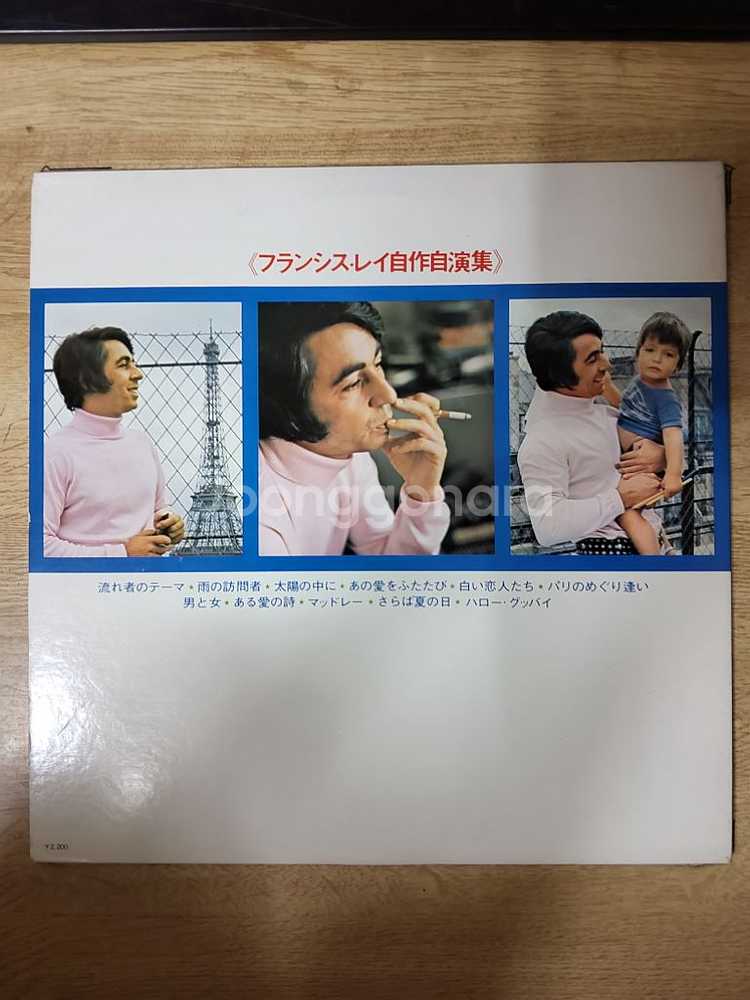 《フランシス・レイ自作自演集》
joonggonara
流れ者のテーマ★雨の訪問者★太陽の中に★あの愛をふたたび★白い恋人たち★パリのめぐり逢い
男と女★ある愛の詩★マッドレー★さらば夏の日★ハロー・グッバイ
¥2,200